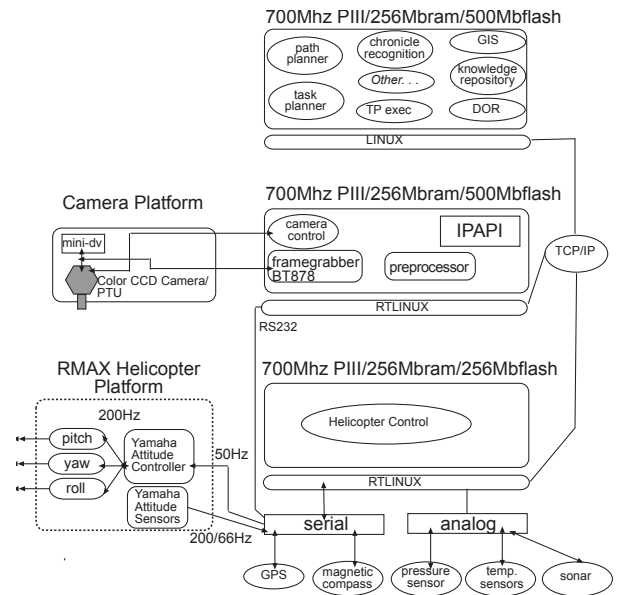 700Mhz PIII/256Mbram/500Mbflash
path
planner
chronicle
recognition
GIS
Other. . .
knowledge
repository
task
planner
TP exec
DOR
LINUX
Camera Platform
700Mhz PIII/256Mbram/500Mbflash
mini-dv
camera
control
IPAPI
TCP/IP
Color CCD Camera/
PTU
framegrabber
BT878
preprocessor
RTLINUX
RS232
RMAX Helicopter
Platform
700Mhz PIII/256Mbram/256Mbflash
200Hz
pitch
yaw
roll
Yamaha
Attitude
Controller
50Hz
Helicopter Control
Yamaha
Attitude
Sensors
RTLINUX
200/66Hz
serial
analog
GPS
magnetic
compass
pressure
sensor
temp.
sensors
sonar